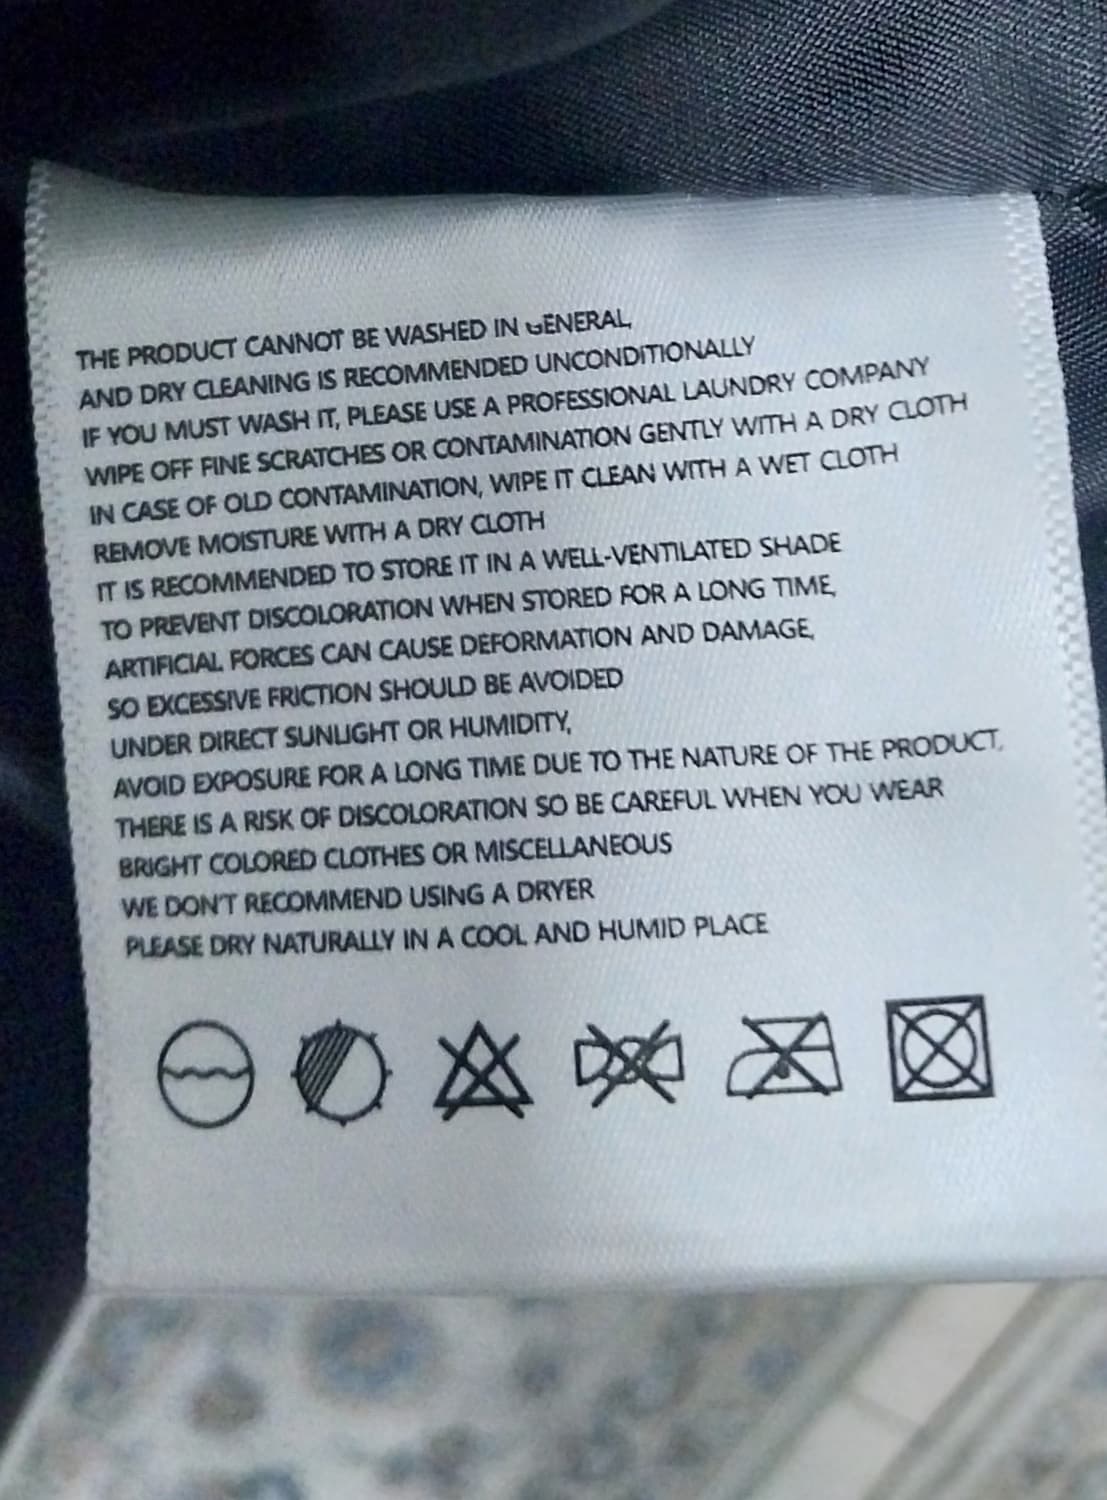 THE PRODUCT CANNOT BE WASHED IN GENERAL,
AND DRY CLEANING IS RECOMMENDED UNCONDITIONALLY
IF YOU MUST WASH IT, PLEASE USE A PROFESSIONAL LAUNDRY COMPANY
WIPE OFF FINE SCRATCHES OR CONTAMINATION GENTLY WITH A DRY CLOTH
IN CASE OF OLD CONTAMINATION, WIPE IT CLEAN WITH A WET CLOTH
REMOVE MOISTURE WITH A DRY CLOTH
IT IS RECOMMENDED TO STORE IT IN A WELL-VENTILATED SHADE
TO PREVENT DISCOLORATION WHEN STORED FOR A LONG TIME,
ARTIFICIAL FORCES CAN CAUSE DEFORMATION AND DAMAGE,
SO EXCESSIVE FRICTION SHOULD BE AVOIDED
UNDER DIRECT SUNLIGHT OR HUMIDITY,
AVOID EXPOSURE FOR A LONG TIME DUE TO THE NATURE OF THE PRODUCT,
THERE IS A RISK OF DISCOLORATION SO BE CAREFUL WHEN YOU WEAR
BRIGHT COLORED CLOTHES OR MISCELLANEOUS
WE DON'T RECOMMEND USING A DRYER
PLEASE DRY NATURALLY IN A COOL AND HUMID PLACE